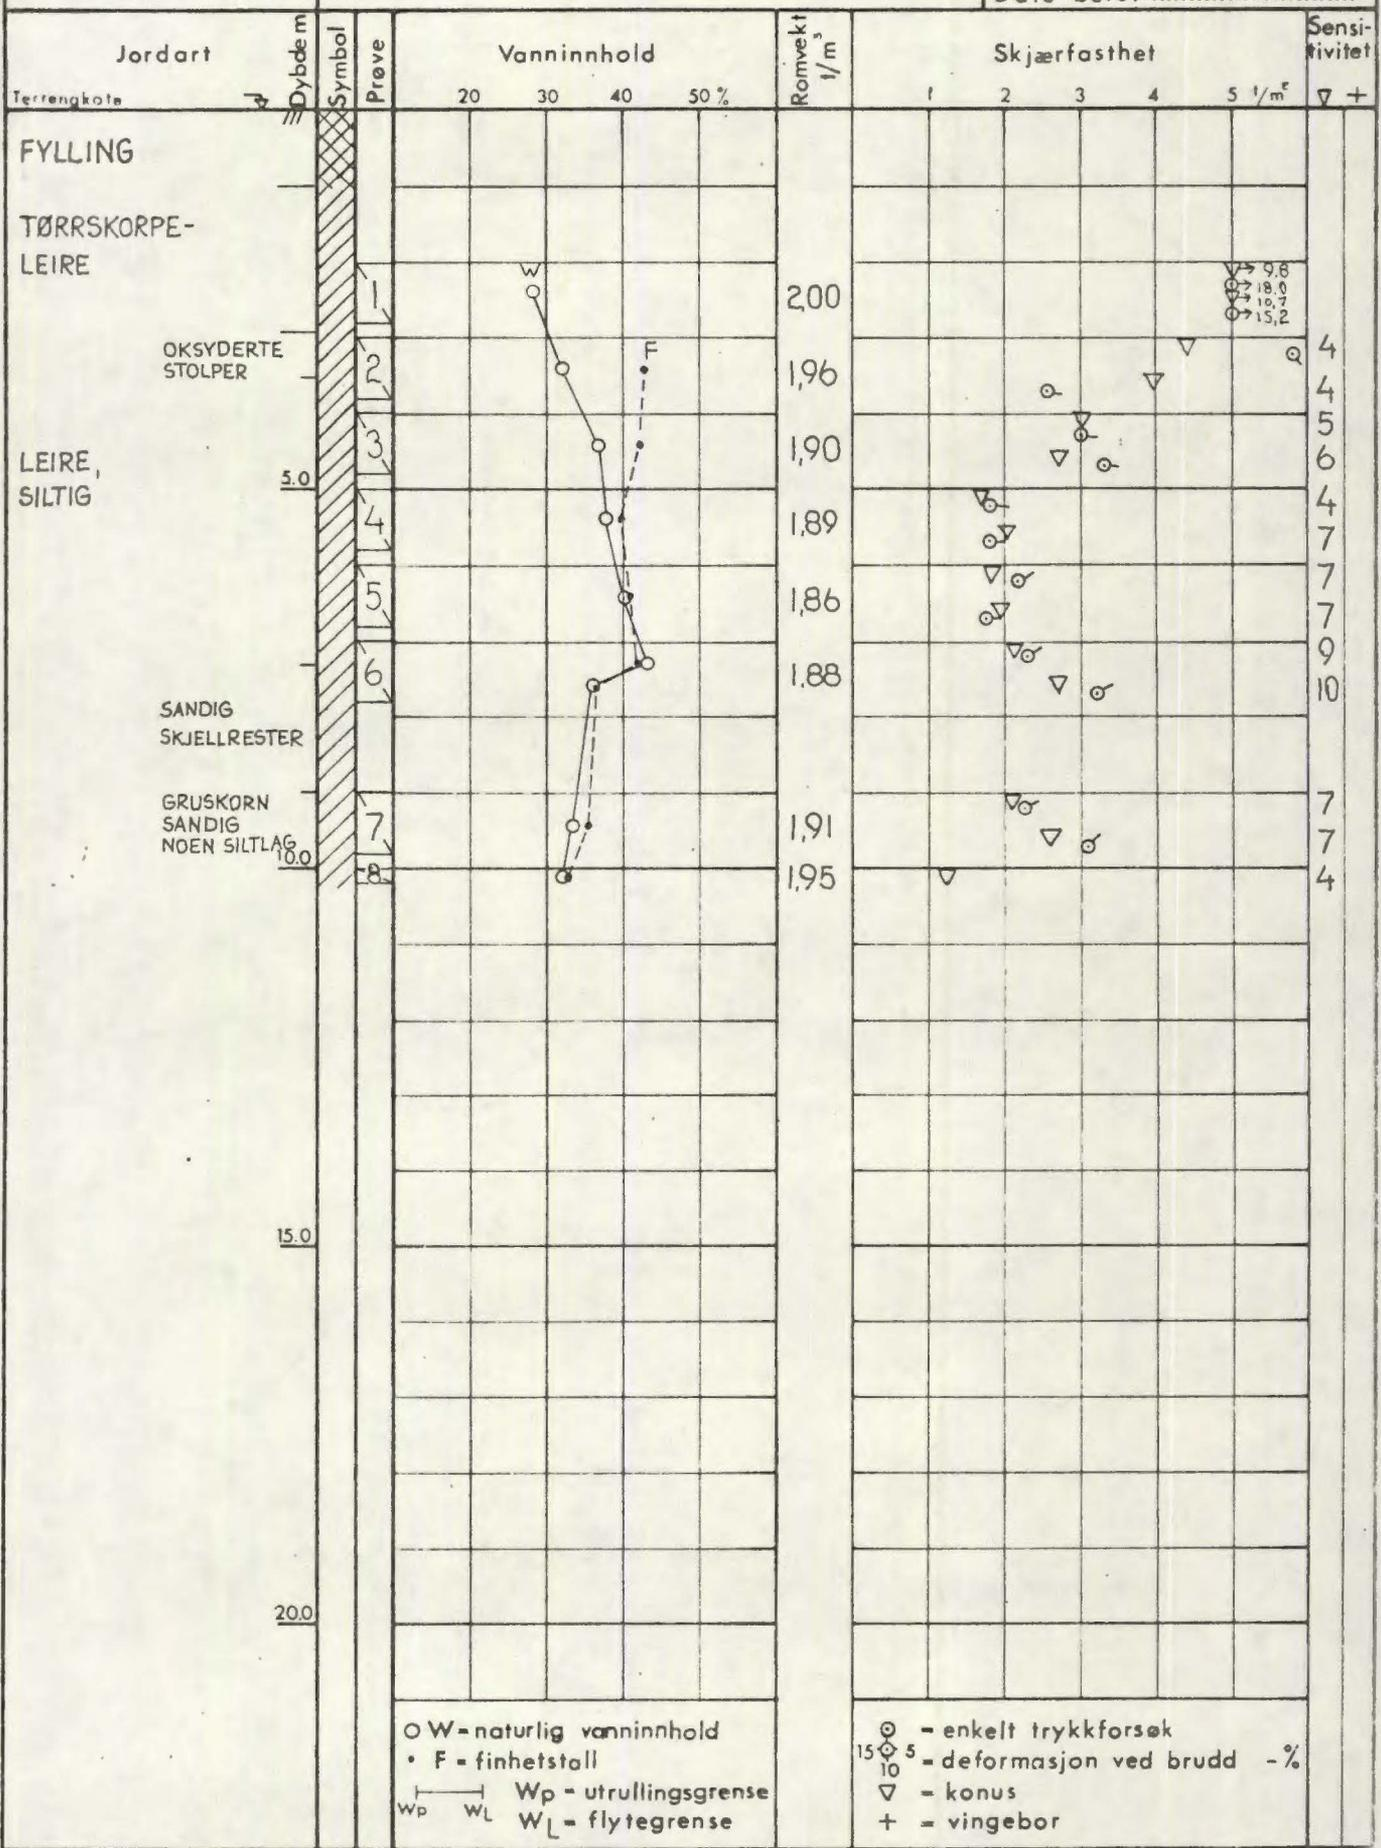 Jordart
Terrengkote
Dybde m
Symbol
Prøve
Vanninnhold
20 30 40 50 %
Romvekt t/m³
Skjærfasthet
1 2 3 4 5 t/m²
Sensi-
tivitet
▽ +
FYLLING
TØRRSKORPE-
LEIRE
W
1
2,00
9.8
18.0
10,7
15,2
OKSYDERTE
STOLPER
2
F
1,96
4
4
3
1,90
5
6
LEIRE,
SILTIG
5.0
4
1,89
4
7
5
1,86
7
7
6
1,88
9
10
SANDIG
SKJELLRESTER
GRUSKORN
SANDIG
NOEN SILTLAG
7
1,91
7
7
10.0
8
1,95
4
15.0
20.0
○ W = naturlig vanninnhold
• F = finhetstall
Wp WL
Wp = utrullingsgrense
WL = flytegrense
= enkelt trykkforsøk
15 5 10 = deformasjon ved brudd - %
▽ = konus
+ = vingebor